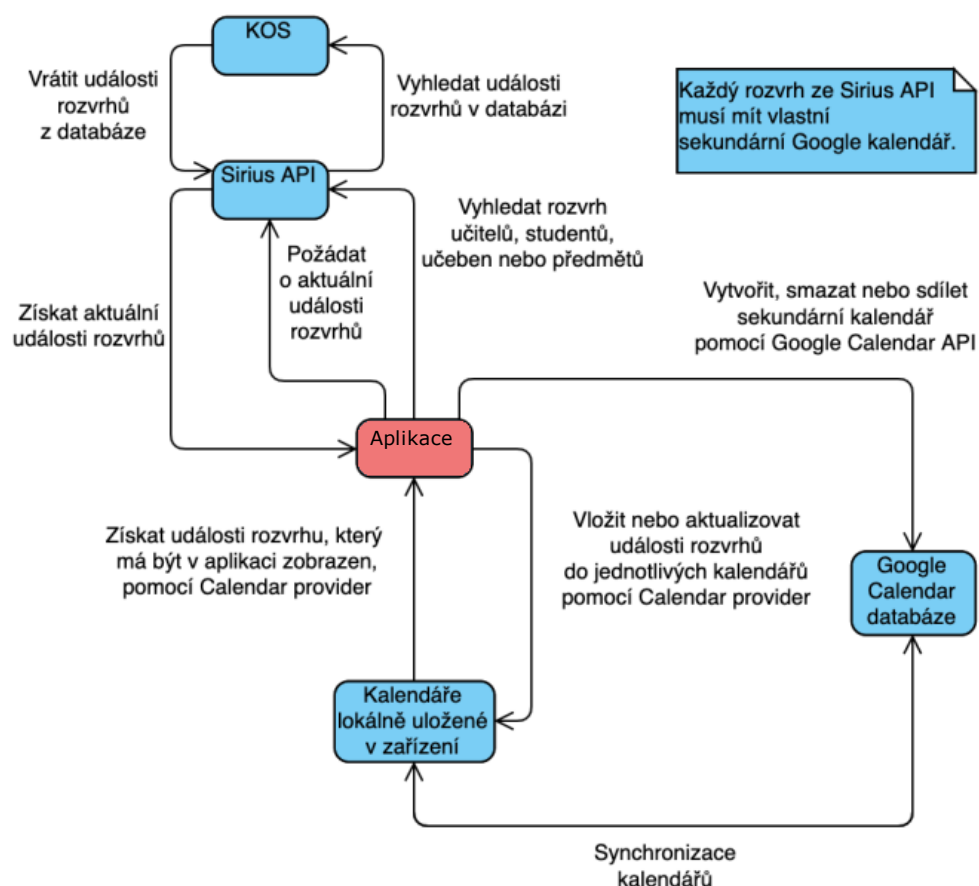 KOS
Vrátit události
rozvrhů
z databáze
Vyhledat události
rozvrhů v databázi
Každý rozvrh ze Sirius API
musí mít vlastní
sekundární Google kalendář.
Sirius API
Vyhledat rozvrh
učitelů, studentů,
učeben nebo předmětů
Požádat
o aktuální
události
rozvrhů
Získat aktuální
události rozvrhů
Vytvořit, smazat nebo sdílet
sekundární kalendář
pomocí Google Calendar API
Aplikace
Získat události rozvrhu, který
má být v aplikaci zobrazen,
pomocí Calendar provider
Vložit nebo aktualizovat
události rozvrhů
do jednotlivých kalendářů
pomocí Calendar provider
Google
Calendar
databáze
Kalendáře
lokálně uložené
v zařízení
Synchronizace
kalendářů